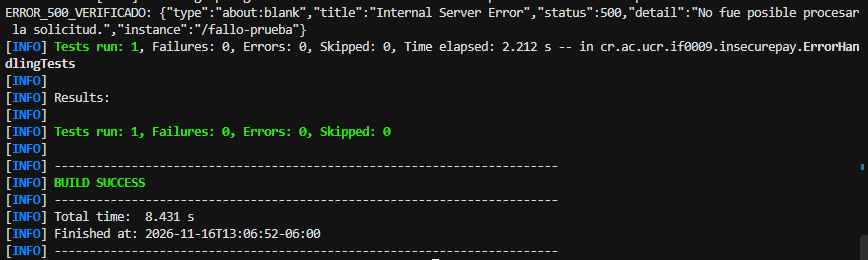 ERROR_500_VERIFICADO: {"type":"about:blank","title":"Internal Server Error","status":500,"detail":"No fue posible procesar
la solicitud.","instance":"/fallo-prueba"}
[INFO] Tests run: 1, Failures: 0, Errors: 0, Skipped: 0, Time elapsed: 2.212 s -- in cr.ac.ucr.if0009.insecurepay.ErrorHan
dlingTests
[INFO]
[INFO] Results:
[INFO]
[INFO] Tests run: 1, Failures: 0, Errors: 0, Skipped: 0
[INFO]
[INFO] ------------------------------------------------------------------------
[INFO] BUILD SUCCESS
[INFO] ------------------------------------------------------------------------
[INFO] Total time:  8.431 s
[INFO] Finished at: 2026-11-16T13:06:52-06:00
[INFO] ------------------------------------------------------------------------